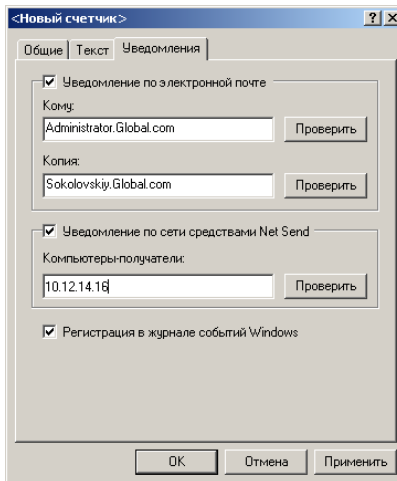 <Новый счетчик>
Общие Текст Уведомления
Уведомление по электронной почте
Кому:
Administrator.Global.com Проверить
Копия:
Sokolovskiy.Global.com Проверить
Уведомление по сети средствами Net Send
Компьютеры-получатели:
10.12.14.16 Проверить
Регистрация в журнале событий Windows
OK Отмена Применить